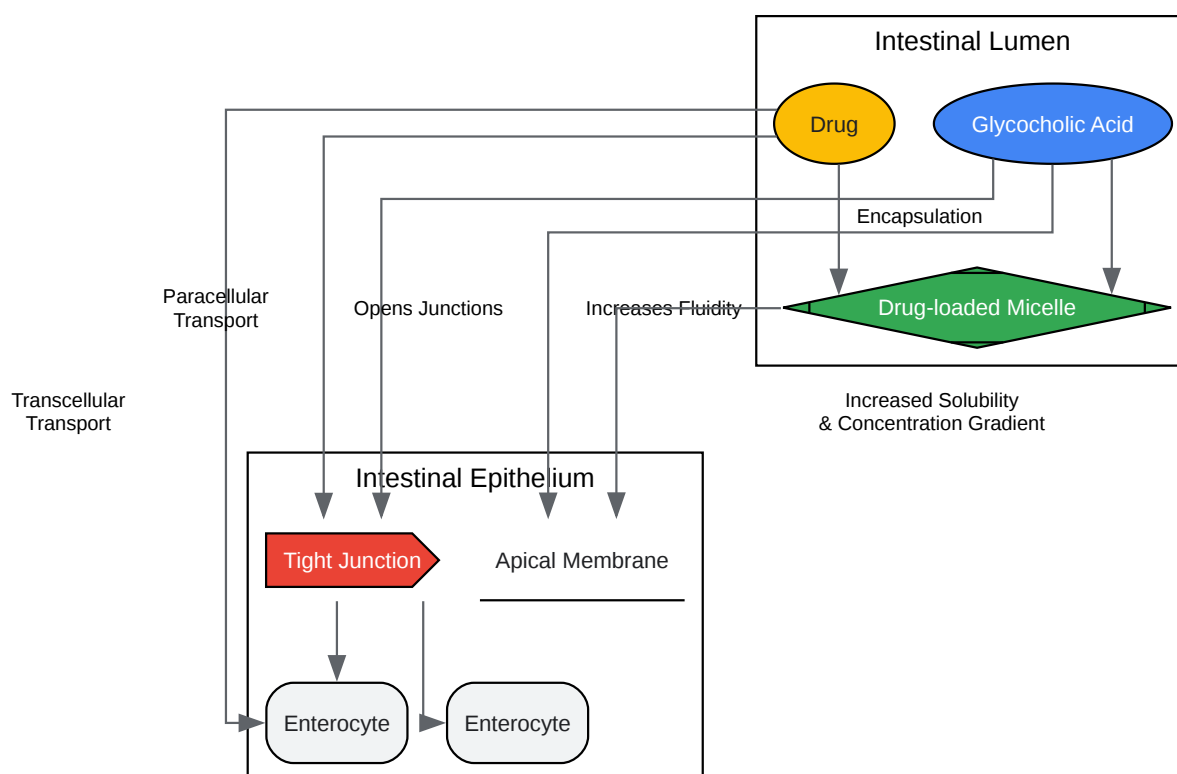 Intestinal Lumen
Drug
Glycocholic Acid
Encapsulation
Paracellular
Transport
Opens Junctions
Increases Fluidity
Drug-loaded Micelle
Transcellular
Transport
Increased Solubility
& Concentration Gradient
Intestinal Epithelium
Tight Junction
Apical Membrane
Enterocyte
Enterocyte